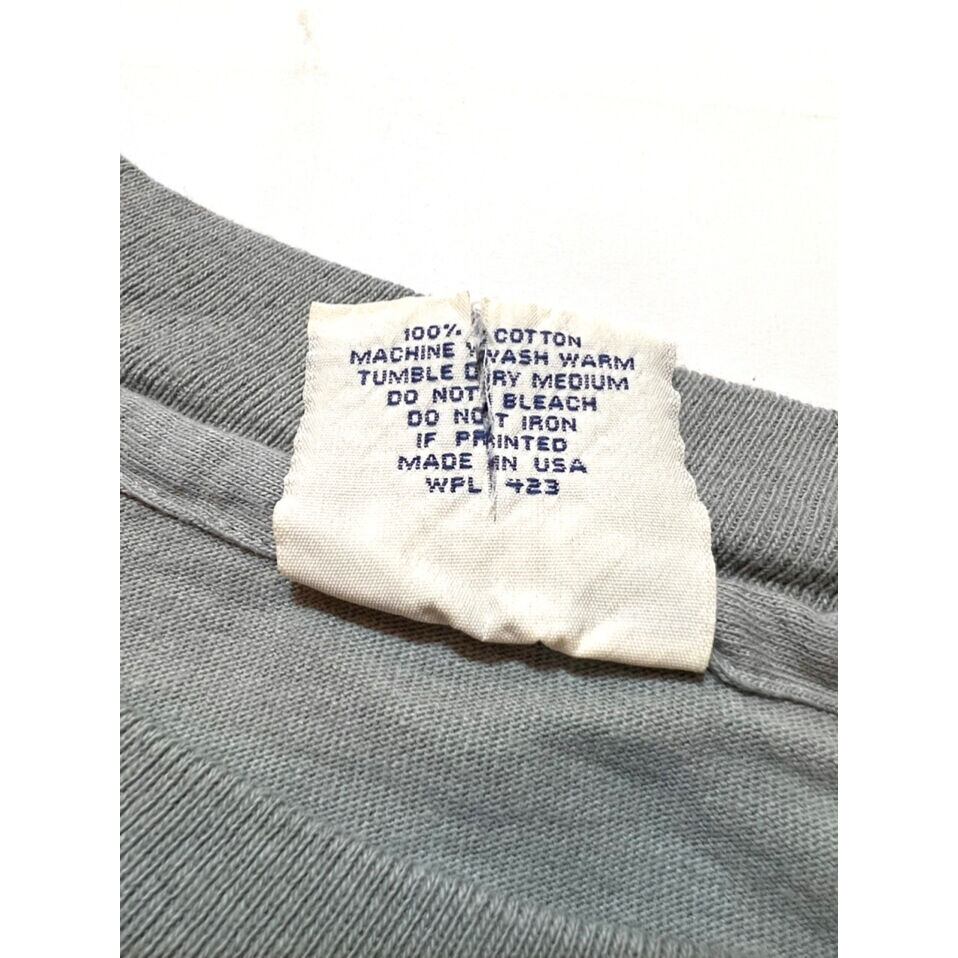 100% COTTON
MACHINE WASH WARM
TUMBLE DRY MEDIUM
DO NOT BLEACH
DO NOT IRON
IF PRINTED
MADE IN USA
WPL 423